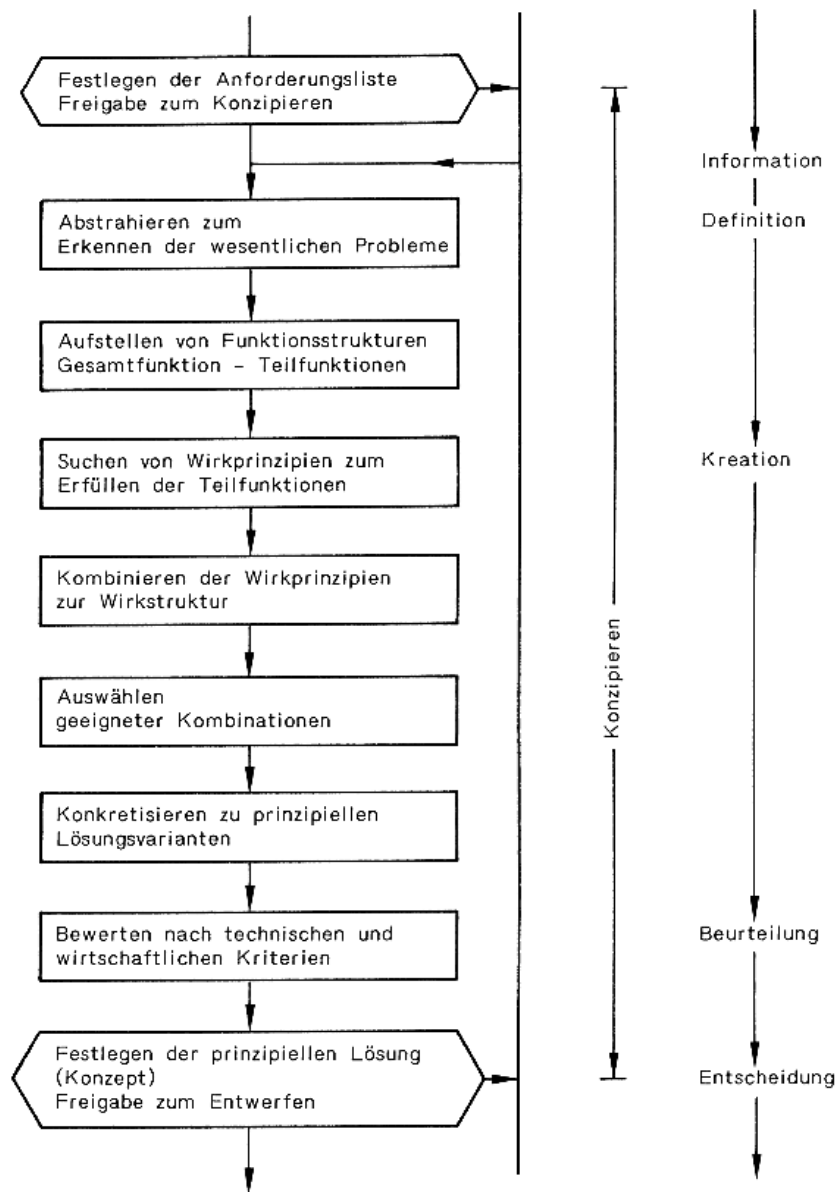 Festlegen der Anforderungsliste
Freigabe zum Konzipieren
Information
Abstrahieren zum
Erkennen der wesentlichen Probleme
Definition
Aufstellen von Funktionsstrukturen
Gesamtfunktion – Teilfunktionen
Suchen von Wirkprinzipien zum
Erfüllen der Teilfunktionen
Kreation
Kombinieren der Wirkprinzipien
zur Wirkstruktur
Konzipieren
Auswählen
geeigneter Kombinationen
Konkretisieren zu prinzipiellen
Lösungsvarianten
Bewerten nach technischen und
wirtschaftlichen Kriterien
Beurteilung
Festlegen der prinzipiellen Lösung
(Konzept)
Freigabe zum Entwerfen
Entscheidung